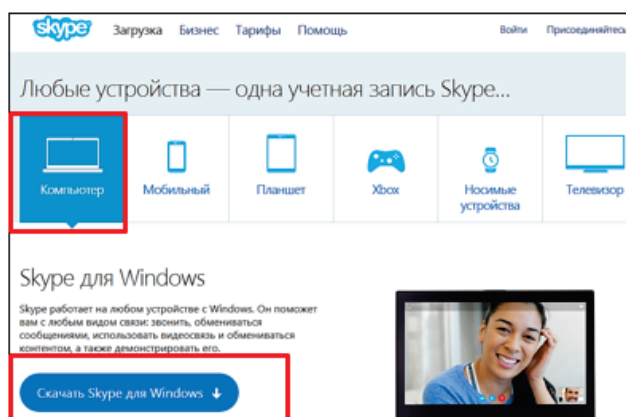 skype Загрузка Бизнес Тарифы Помощь Войти Присоединяйтесь
Любые устройства — одна учетная запись Skype...
Компьютер Мобильный Планшет Xbox Носимые устройства Телевизор
Skype для Windows
Skype работает на любом устройстве с Windows. Он поможет
вам с любым видом связи: звонить, обмениваться
сообщениями, использовать видеосвязь и обмениваться
контентом, а также демонстрировать его.
Скачать Skype для Windows